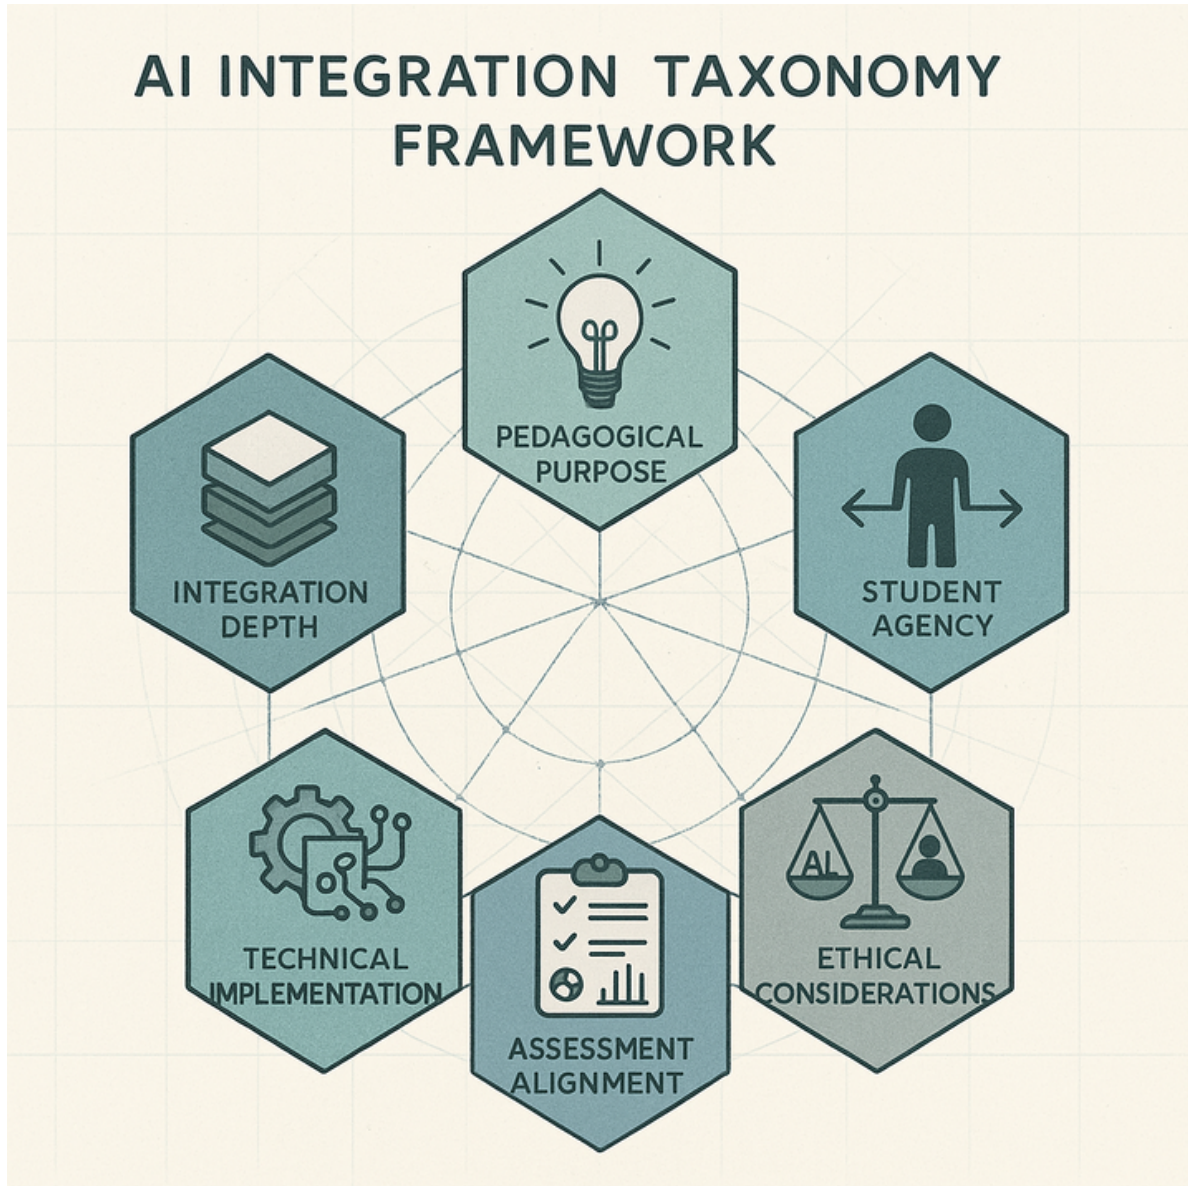 AI INTEGRATION TAXONOMY
FRAMEWORK
PEDAGOGICAL
PURPOSE
INTEGRATION
DEPTH
STUDENT
AGENCY
TECHNICAL
IMPLEMENTATION
AI
ETHICAL
CONSIDERATIONS
ASSESSMENT
ALIGNMENT